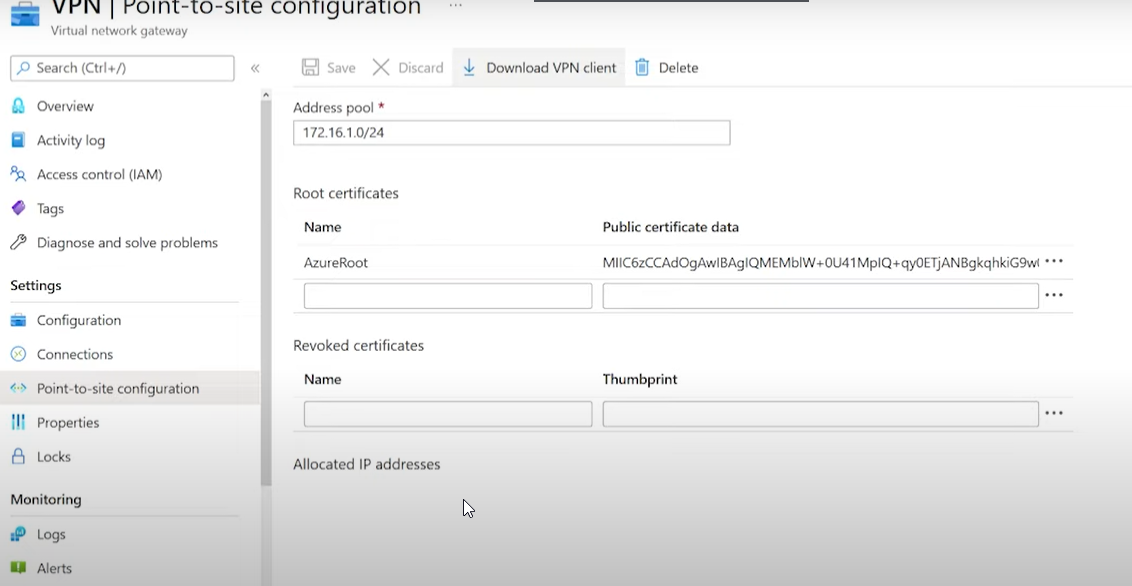 VPN | Point-to-site configuration ...
Virtual network gateway
Search (Ctrl+/)
«
Save
Discard
Download VPN client
Delete
Overview
Activity log
Access control (IAM)
Tags
Diagnose and solve problems
Settings
Configuration
Connections
Point-to-site configuration
Properties
Locks
Monitoring
Logs
Alerts
Address pool *
172.16.1.0/24
Root certificates
Name Public certificate data
AzureRoot MIIC6zCCAdOgAwIBAgIQMEMblW+0U41MpIQ+qy0ETjANBgkqhkiG9w ...
...
Revoked certificates
Name Thumbprint
...
Allocated IP addresses